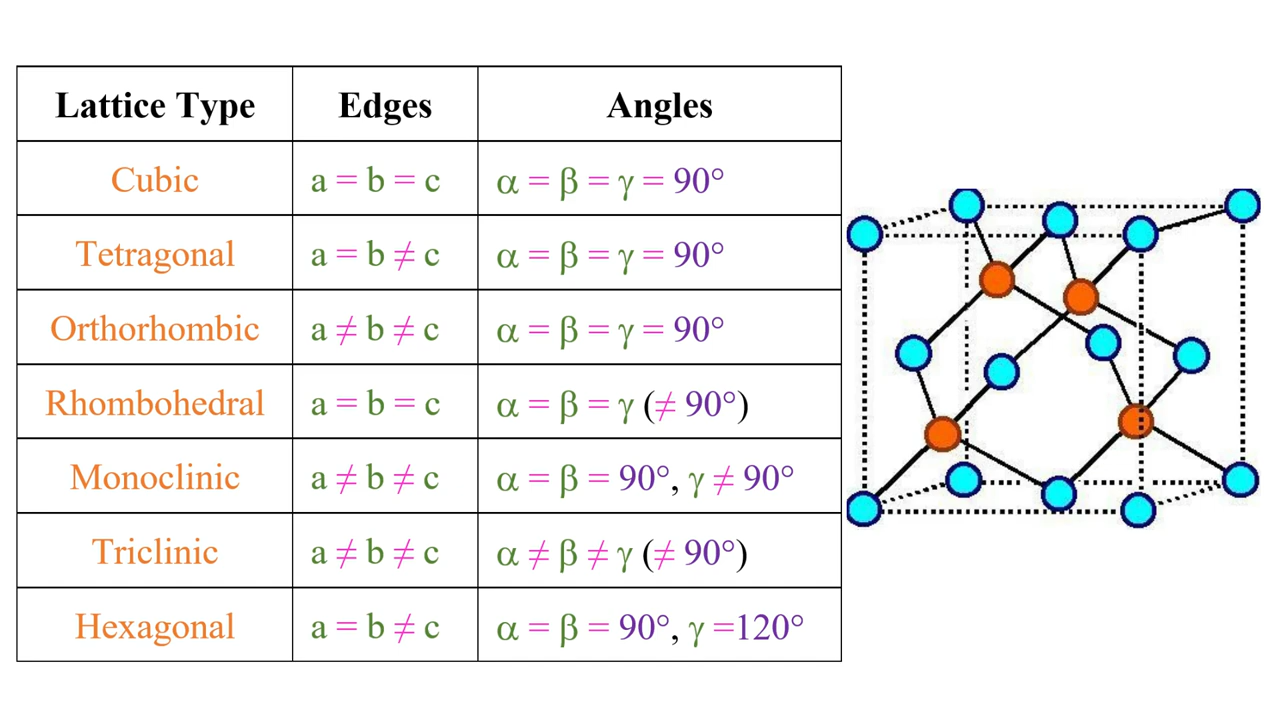 Lattice Type Edges Angles
Cubic a = b = c α = β = γ = 90°
Tetragonal a = b ≠ c α = β = γ = 90°
Orthorhombic a ≠ b ≠ c α = β = γ = 90°
Rhombohedral a = b = c α = β = γ (≠ 90°)
Monoclinic a ≠ b ≠ c α = β = 90°, γ ≠ 90°
Triclinic a ≠ b ≠ c α ≠ β ≠ γ (≠ 90°)
Hexagonal a = b ≠ c α = β = 90°, γ =120°